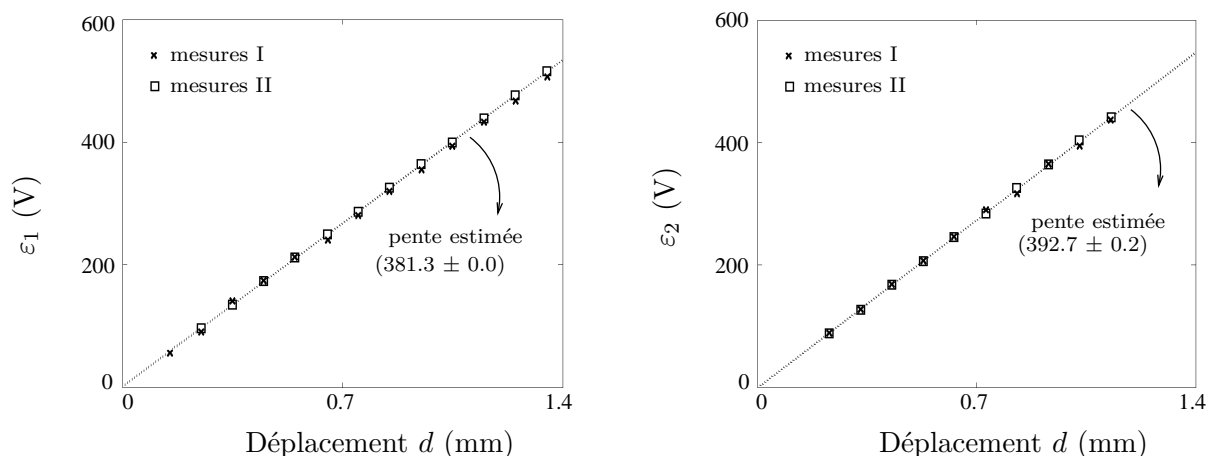 600
400
200
0
ε1 (V)
× mesures I
□ mesures II
pente estimée
(381.3 ± 0.0)
0
0.7
1.4
Déplacement d (mm)
600
400
200
0
ε2 (V)
× mesures I
□ mesures II
pente estimée
(392.7 ± 0.2)
0
0.7
1.4
Déplacement d (mm)